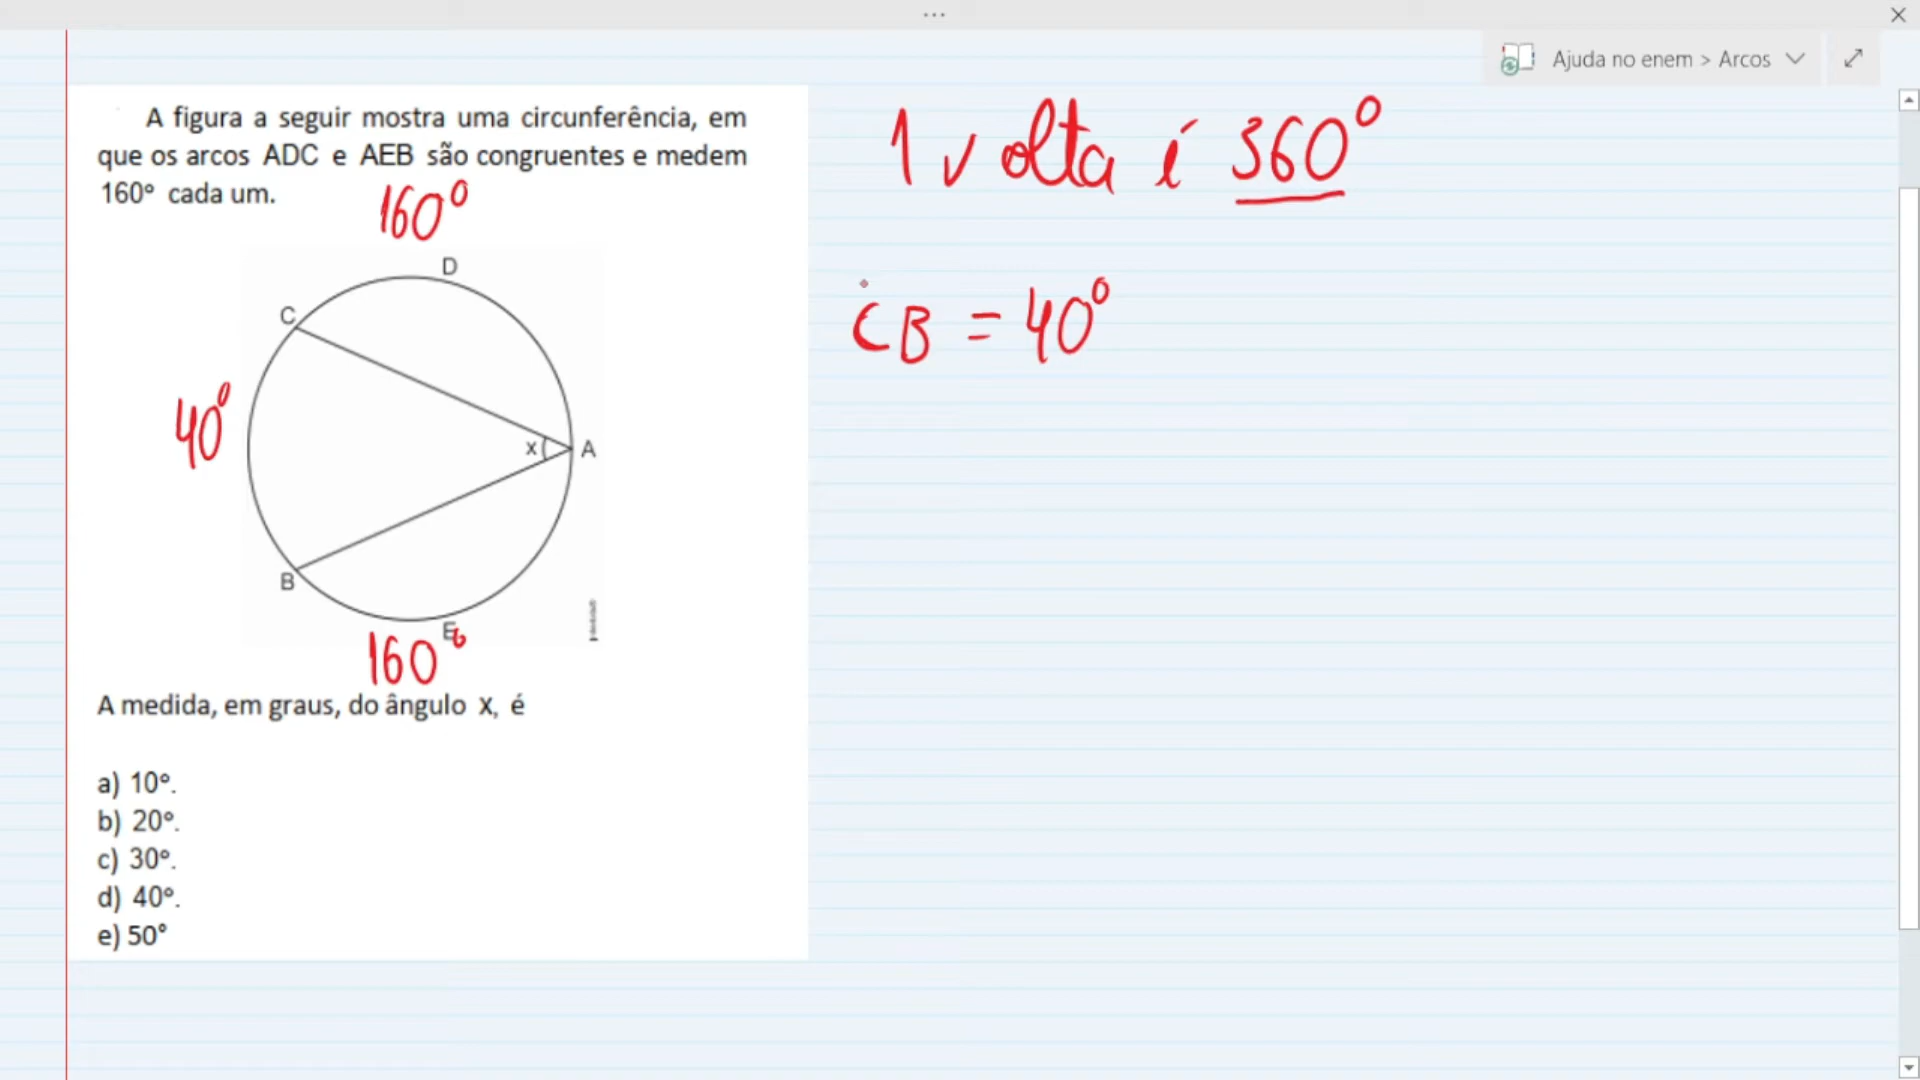 Ajuda no enem > Arcos
A figura a seguir mostra uma circunferência, em
que os arcos ADC e AEB são congruentes e medem
160° cada um.
160°
D
C
40°
x
A
B
E
160°
A medida, em graus, do ângulo x, é
a) 10°.
b) 20°.
c) 30°.
d) 40°.
e) 50°
1 volta é 360°
CB = 40°